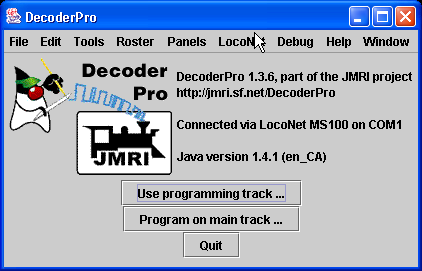 DecoderPro
File Edit Tools Roster Panels LocoNet Debug Help Window
Decoder
Pro
DecoderPro 1.3.6, part of the JMRI project
http://jmri.sf.net/DecoderPro
Connected via LocoNet MS100 on COM1
JMRI
Java version 1.4.1 (en_CA)
Use programming track ...
Program on main track ...
Quit